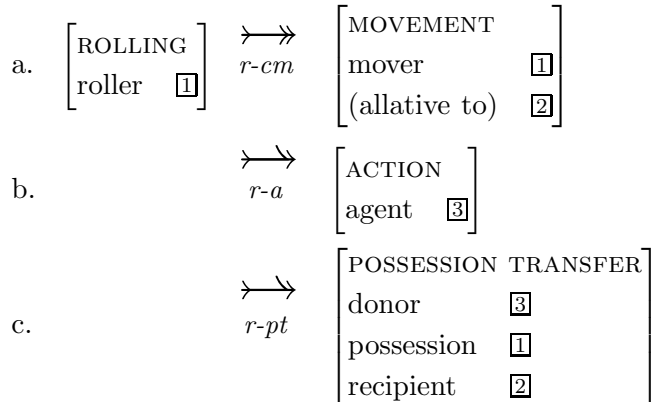 a. [ROLLING roller 1] ⤚↠ r-cm [MOVEMENT mover 1 (allative to) 2]
b. ⤚↠ r-a [ACTION agent 3]
c. ⤚↠ r-pt [POSSESSION TRANSFER donor 3 possession 1 recipient 2]